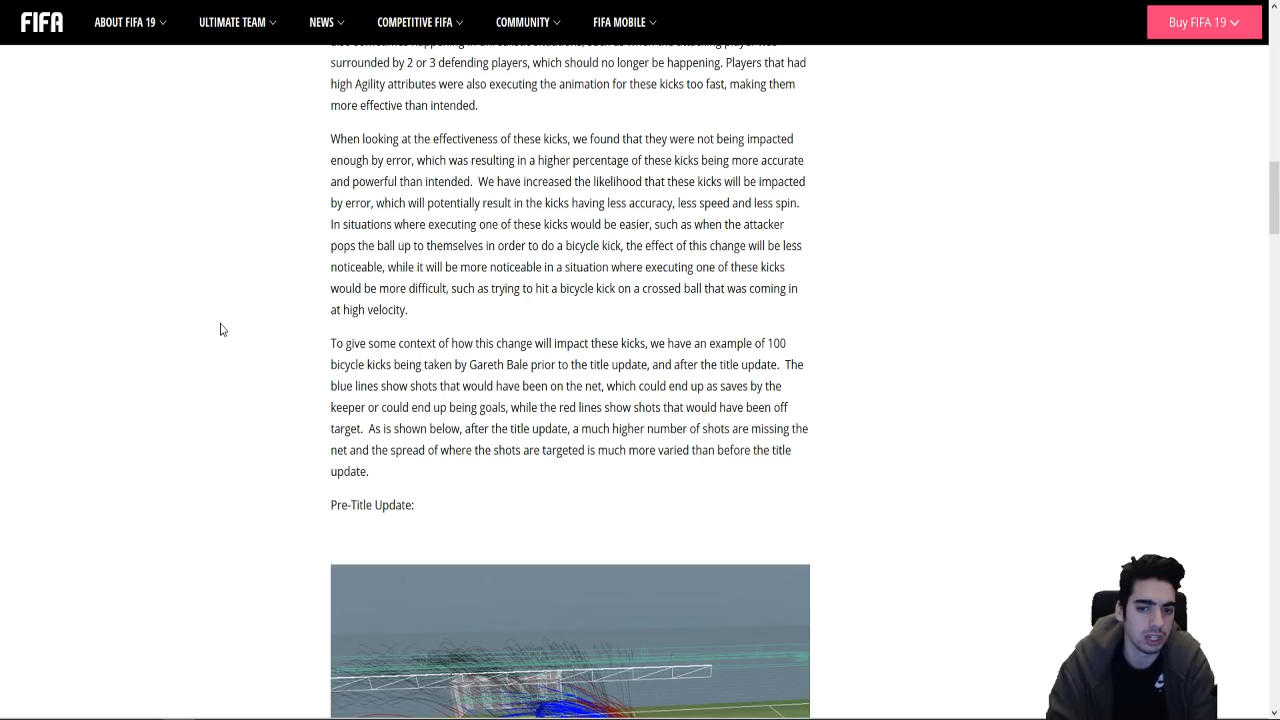 FIFA ABOUT FIFA 19 ULTIMATE TEAM NEWS COMPETITIVE FIFA COMMUNITY FIFA MOBILE Buy FIFA 19
surrounded by 2 or 3 defending players, which should no longer be happening. Players that had
high Agility attributes were also executing the animation for these kicks too fast, making them
more effective than intended.
When looking at the effectiveness of these kicks, we found that they were not being impacted
enough by error, which was resulting in a higher percentage of these kicks being more accurate
and powerful than intended. We have increased the likelihood that these kicks will be impacted
by error, which will potentially result in the kicks having less accuracy, less speed and less spin.
In situations where executing one of these kicks would be easier, such as when the attacker
pops the ball up to themselves in order to do a bicycle kick, the effect of this change will be less
noticeable, while it will be more noticeable in a situation where executing one of these kicks
would be more difficult, such as trying to hit a bicycle kick on a crossed ball that was coming in
at high velocity.
To give some context of how this change will impact these kicks, we have an example of 100
bicycle kicks being taken by Gareth Bale prior to the title update, and after the title update. The
blue lines show shots that would have been on the net, which could end up as saves by the
keeper or could end up being goals, while the red lines show shots that would have been off
target. As is shown below, after the title update, a much higher number of shots are missing the
net and the spread of where the shots are targeted is much more varied than before the title
update.
Pre-Title Update: